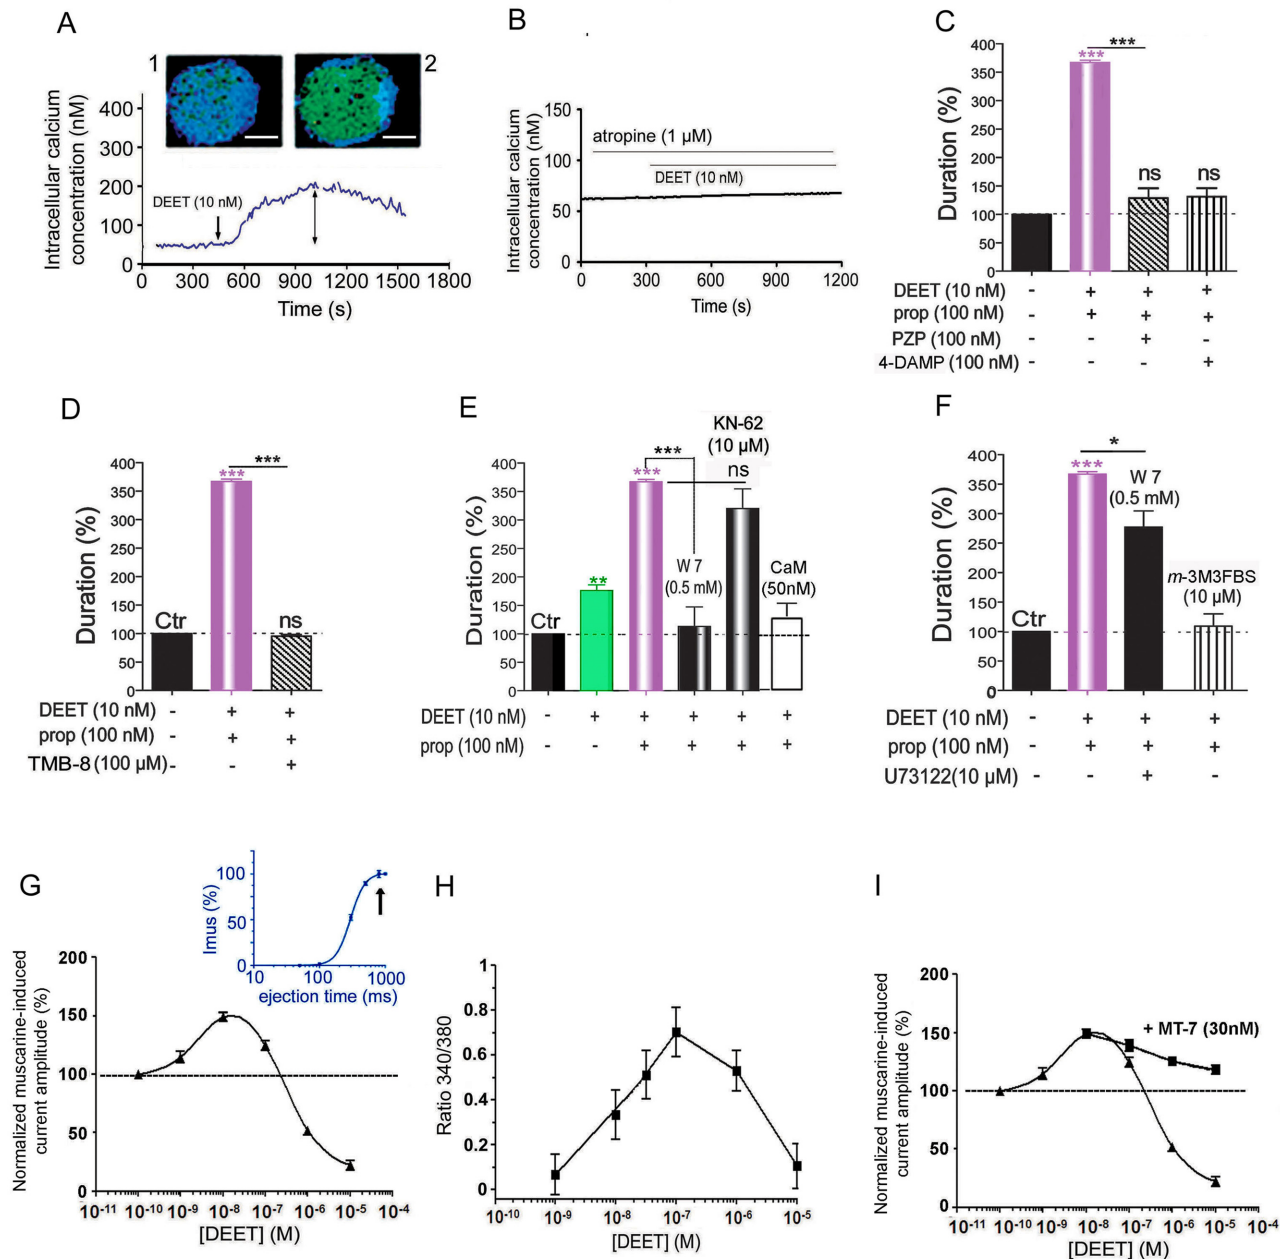 A
1
2
Intracellular calcium
concentration (nM)
400
300
200
100
0
DEET (10 nM)
0 300 600 900 1200 1500 1800
Time (s)
B
Intracellular calcium
concentration (nM)
150
100
50
0
atropine (1 µM)
DEET (10 nM)
0 300 600 900 1200
Time (s)
C
Duration (%)
400
350
300
250
200
150
100
50
0
***
***
ns
ns
DEET (10 nM) - + + +
prop (100 nM) - + + +
PZP (100 nM) - - + -
4-DAMP (100 nM) - - - +
D
Duration (%)
400
350
300
250
200
150
100
50
0
Ctr
***
***
ns
DEET (10 nM) - + +
prop (100 nM) - + +
TMB-8 (100 µM) - - +
E
Duration (%)
400
350
300
250
200
150
100
50
0
Ctr
**
***
***
W 7
(0.5 mM)
KN-62
(10 µM)
ns
CaM
(50nM)
DEET (10 nM) - + + + + +
prop (100 nM) - - + + + +
F
Duration (%)
400
350
300
250
200
150
100
50
0
Ctr
***
*
W 7
(0.5 mM)
m-3M3FBS
(10 µM)
DEET (10 nM) - + + +
prop (100 nM) - + + +
U73122(10 µM) - - + -
G
Imus (%)
100
50
0
10 100 1000
ejection time (ms)
Normalized muscarine-induced
current amplitude (%)
200
150
100
50
0
10-11 10-10 10-9 10-8 10-7 10-6 10-5 10-4
[DEET] (M)
H
Ratio 340/380
1
0.8
0.6
0.4
0.2
0
10-10 10-9 10-8 10-7 10-6 10-5
[DEET] (M)
I
Normalized muscarine-induced
current amplitude (%)
200
150
100
50
0
+ MT-7 (30nM)
10-11 10-10 10-9 10-8 10-7 10-6 10-5 10-4
[DEET] (M)